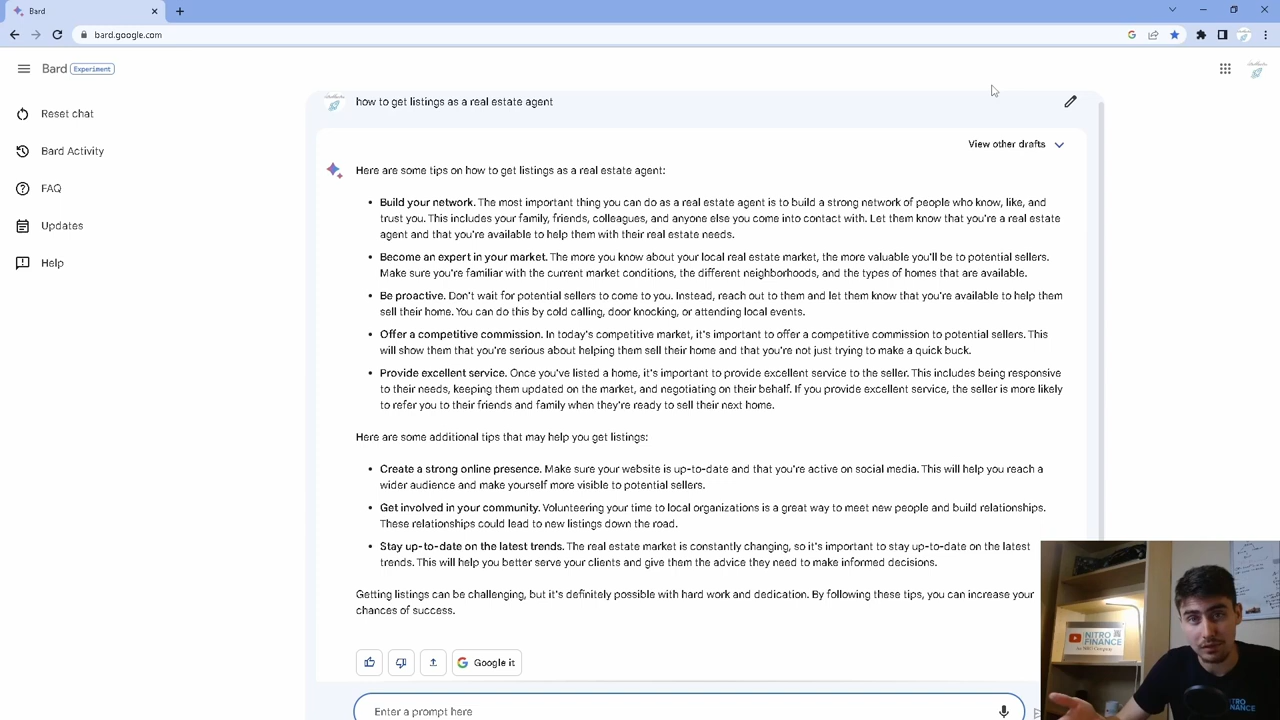 Bard
bard.google.com
Bard Experiment
Reset chat
Bard Activity
FAQ
Updates
Help
how to get listings as a real estate agent
View other drafts
Here are some tips on how to get listings as a real estate agent:
• Build your network. The most important thing you can do as a real estate agent is to build a strong network of people who know, like, and
trust you. This includes your family, friends, colleagues, and anyone else you come into contact with. Let them know that you're a real estate
agent and that you're available to help them with their real estate needs.
• Become an expert in your market. The more you know about your local real estate market, the more valuable you'll be to potential sellers.
Make sure you're familiar with the current market conditions, the different neighborhoods, and the types of homes that are available.
• Be proactive. Don't wait for potential sellers to come to you. Instead, reach out to them and let them know that you're available to help them
sell their home. You can do this by cold calling, door knocking, or attending local events.
• Offer a competitive commission. In today's competitive market, it's important to offer a competitive commission to potential sellers. This
will show them that you're serious about helping them sell their home and that you're not just trying to make a quick buck.
• Provide excellent service. Once you've listed a home, it's important to provide excellent service to the seller. This includes being responsive
to their needs, keeping them updated on the market, and negotiating on their behalf. If you provide excellent service, the seller is more likely
to refer you to their friends and family when they're ready to sell their next home.
Here are some additional tips that may help you get listings:
• Create a strong online presence. Make sure your website is up-to-date and that you're active on social media. This will help you reach a
wider audience and make yourself more visible to potential sellers.
• Get involved in your community. Volunteering your time to local organizations is a great way to meet new people and build relationships.
These relationships could lead to new listings down the road.
• Stay up-to-date on the latest trends. The real estate market is constantly changing, so it's important to stay up-to-date on the latest
trends. This will help you better serve your clients and give them the advice they need to make informed decisions.
Getting listings can be challenging, but it's definitely possible with hard work and dedication. By following these tips, you can increase your
chances of success.
Google it
Enter a prompt here
NITRO
FINANCE
NITRO
FINANCE